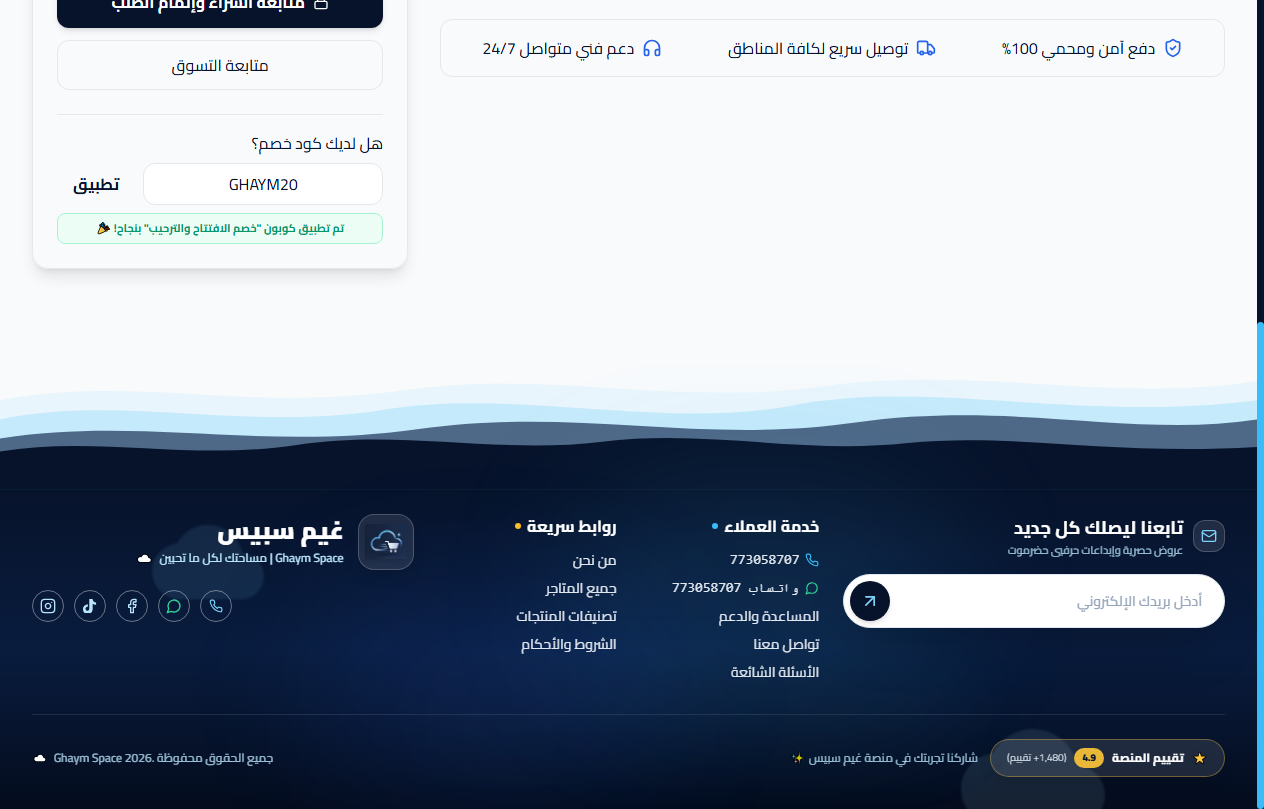 متابعة الشراء وإتمام الطلب
دفع آمن ومحمي 100%
توصيل سريع لكافة المناطق
دعم فني متواصل 24/7
متابعة التسوق
هل لديك كود خصم؟
GHAYM20
تطبيق
تم تطبيق كوبون "خصم الافتتاح والترحيب" بنجاح! 🎉
تابعنا ليصلك كل جديد
عروض حصرية وإبداعات حرفيي حضرموت
أدخل بريدك الإلكتروني
خدمة العملاء
773058707
واتساب 773058707
المساعدة والدعم
تواصل معنا
الأسئلة الشائعة
روابط سريعة
من نحن
جميع المتاجر
تصنيفات المنتجات
الشروط والأحكام
غيم سبيس
Ghaym Space | مساحتك لكل ما تحبين ☁️
تقييم المنصة 4.9 (1,480+ تقييم)
شاركنا تجربتك في منصة غيم سبيس ✨
جميع الحقوق محفوظة .Ghaym Space 2026 ☁️